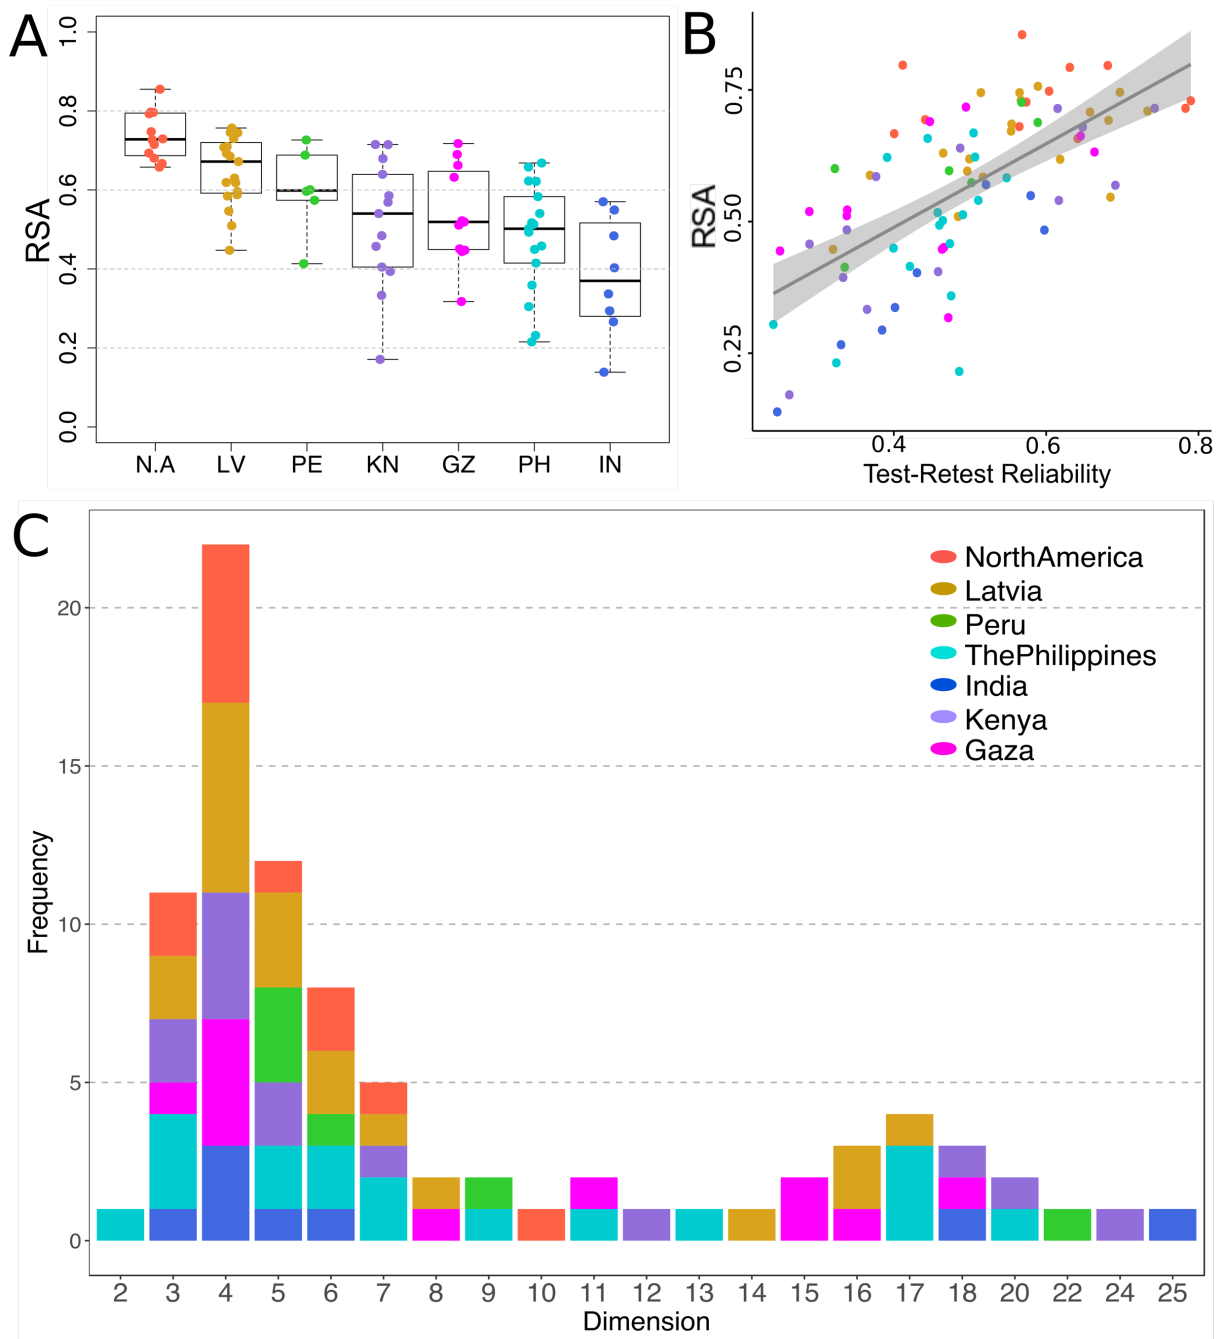 A
RSA
1.0
0.8
0.6
0.4
0.2
0.0
N.A LV PE KN GZ PH IN
B
RSA
0.75
0.50
0.25
0.4 0.6 0.8
Test-Retest Reliability
C
NorthAmerica
Latvia
Peru
ThePhilippines
India
Kenya
Gaza
Frequency
20
15
10
5
0
2 3 4 5 6 7 8 9 10 11 12 13 14 15 16 17 18 20 22 24 25
Dimension